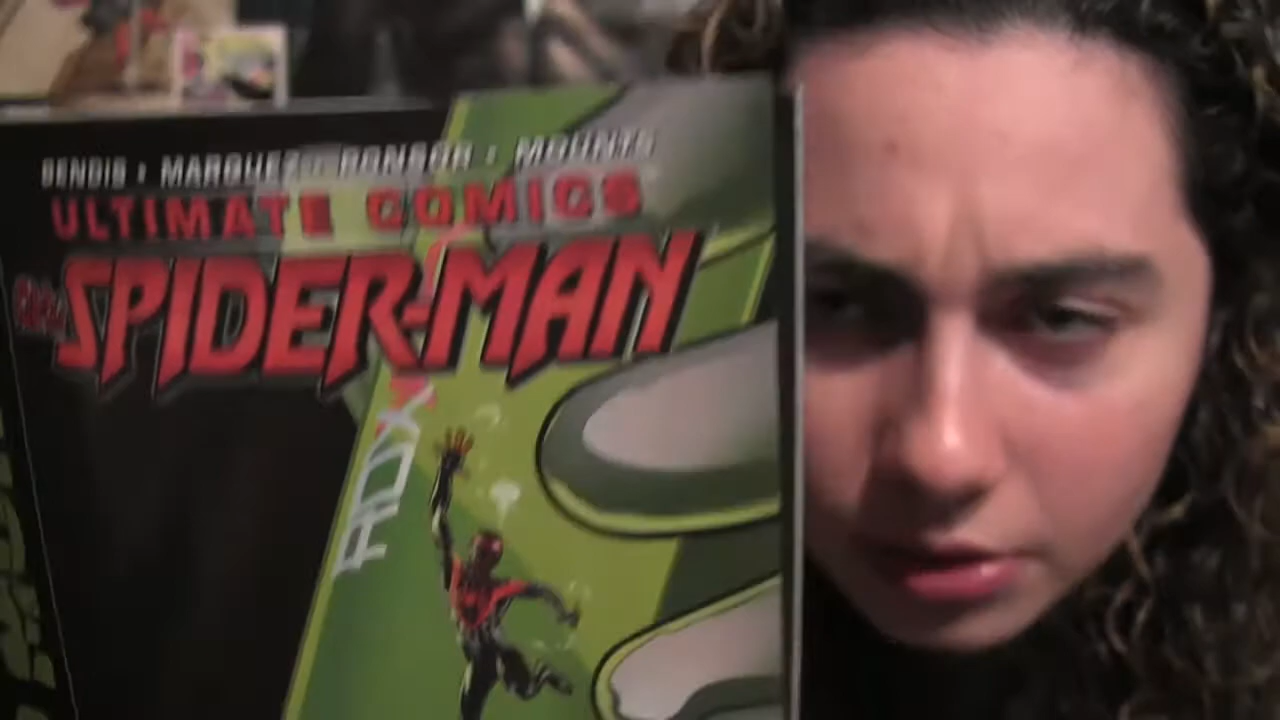 BENDIS • MARQUEZ • PONSOR • MOUNTS
ULTIMATE COMICS
SPIDER-MAN